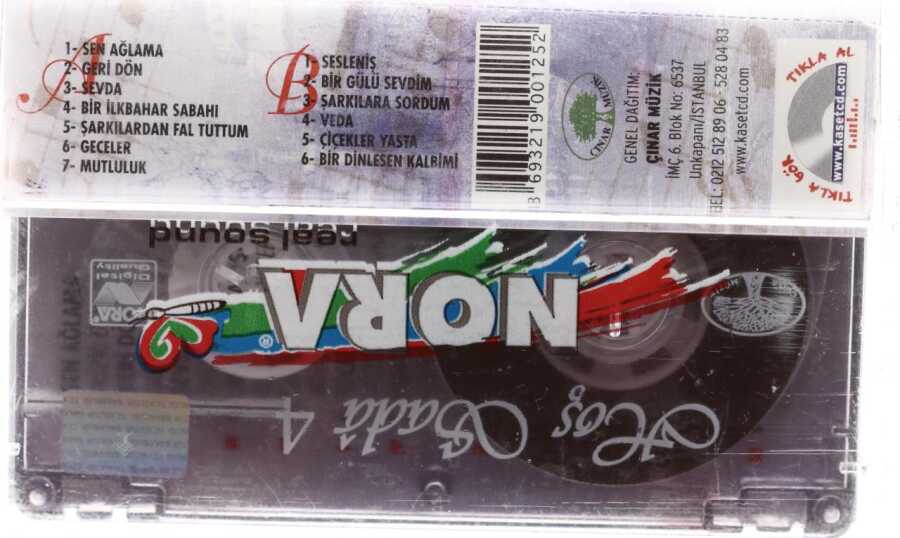 A
1- SEN AĞLAMA
2- GERİ DÖN
3- SEVDA
4- BİR İLKBAHAR SABAHI
5- ŞARKILARDAN FAL TUTTUM
6- GECELER
7- MUTLULUK
B
1- SESLENİŞ
2- BİR GÜLÜ SEVDİM
3- ŞARKILARA SORDUM
4- VEDA
5- ÇİÇEKLER YASTA
6- BİR DİNLESEN KALBİMİ
8 693219 001252
ÇINAR MÜZİK
GENEL DAĞITIM:
ÇINAR MÜZİK
İMÇ 6. Blok No: 6537
Unkapanı/İSTANBUL
TEL: 0212 512 89 06 - 528 04 83
www.kasetcd.com
TIKLA AL
www.kasetcd.com
TIKLA GÖR
real sound
NORA
®
NORA
Digital
Quality
Hoş Sadâ 4